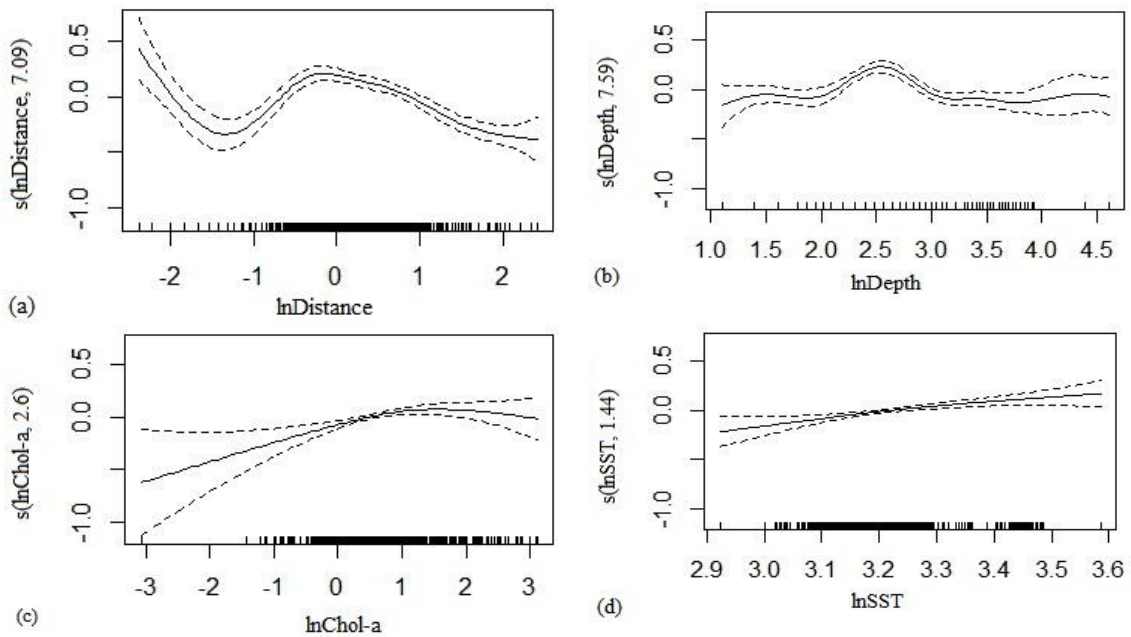 s(lnDistance, 7.09)
0.5
0.0
-1.0
-2 -1 0 1 2
(a)
lnDistance
s(lnDepth, 7.59)
0.5
0.0
-1.0
1.0 1.5 2.0 2.5 3.0 3.5 4.0 4.5
(b)
lnDepth
s(lnChol-a, 2.6)
0.5
0.0
-1.0
-3 -2 -1 0 1 2 3
(c)
lnChol-a
s(lnSST, 1.44)
0.5
0.0
-1.0
2.9 3.0 3.1 3.2 3.3 3.4 3.5 3.6
(d)
lnSST